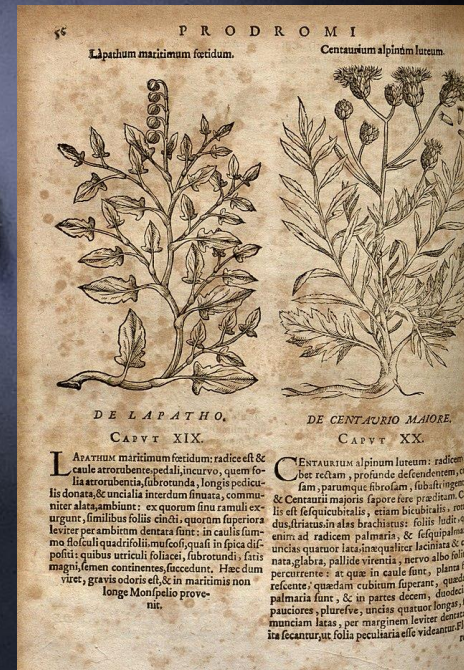 56
PRODROMI
Lapathum maritimum fœtidum.
Centaurium alpinum luteum.
DE LAPATHO.
CAPVT XIX.
LAPATHUM maritimum fœtidum: radice est &
caule atrorubente, pedali, incurvo, quem fo-
lia atrorubentia, subrotunda, longis pedicu-
lis donata, & uncialia interdum sinuata, commu-
niter alata, ambiunt: ex quorum sinu ramuli ex-
urgunt, similibus foliis cincti, quorum superiora
leviter per ambitum dentata sunt: in caulis sum-
mo flosculi quadrifolii, muscosi, quasi in spica dis-
positi: quibus utriculi foliacei, subrotundi, satis
magni, semen continentes, succedunt. Hæc dum
viret, gravis odoris est, & in maritimis non
longe Monspelio prove-
nit.
DE CENTAVRIO MAIORE.
CAPVT XX.
CENTAURIUM alpinum luteum: radicem
bet rectam, profunde descendentem,
sam, parumque fibrosam, subastringent
& Centaurii majoris sapore fere præditam. C
lis est sesquicubitalis, etiam bicubitalis,
dus, striatus, in alas brachiatus: foliis
enim ad radicem palmaria, & sesquipalma
uncias quatuor lata, inæqualiter laciniata &
nata, glabra, pallide virentia, nervo albo
percurrente: at quæ in caule sunt, planta
rescente, quædam cubitum superant,
palmaria sunt, & in partes decem, duodeci
pauciores, pluresve, uncias quatuor longas,
munciam latas, per marginem leviter dentat
ita secantur, ut folia peculiaria esse videantur. Fl